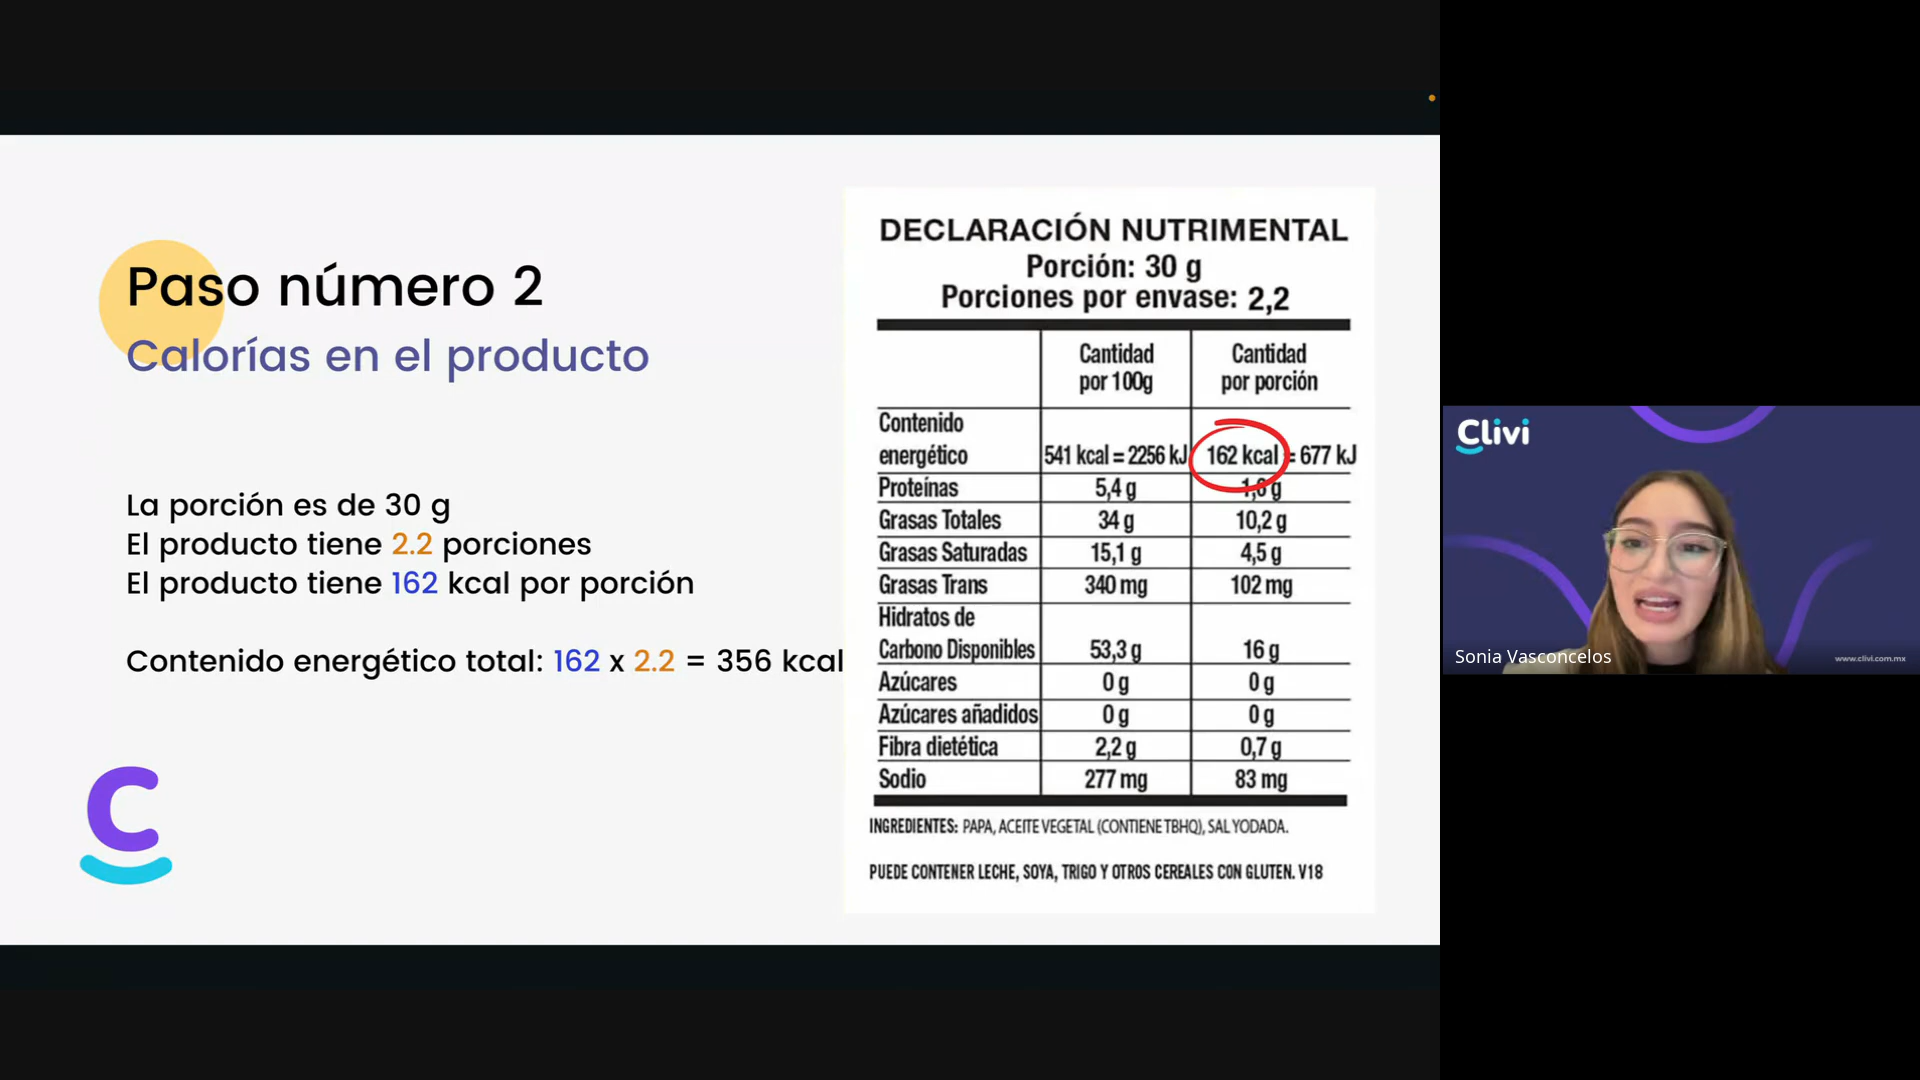 Paso número 2
Calorías en el producto
La porción es de 30 g
El producto tiene 2.2 porciones
El producto tiene 162 kcal por porción
Contenido energético total: 162 x 2.2 = 356 kcal
DECLARACIÓN NUTRIMENTAL
Porción: 30 g
Porciones por envase: 2,2
Cantidad por 100g Cantidad por porción
Contenido energético 541 kcal = 2256 kJ 162 kcal = 677 kJ
Proteínas 5,4 g 1,6 g
Grasas Totales 34 g 10,2 g
Grasas Saturadas 15,1 g 4,5 g
Grasas Trans 340 mg 102 mg
Hidratos de Carbono Disponibles 53,3 g 16 g
Azúcares 0 g 0 g
Azúcares añadidos 0 g 0 g
Fibra dietética 2,2 g 0,7 g
Sodio 277 mg 83 mg
INGREDIENTES: PAPA, ACEITE VEGETAL (CONTIENE TBHQ), SAL YODADA.
PUEDE CONTENER LECHE, SOYA, TRIGO Y OTROS CEREALES CON GLUTEN. V18
Clivi
Sonia Vasconcelos
www.clivi.com.mx